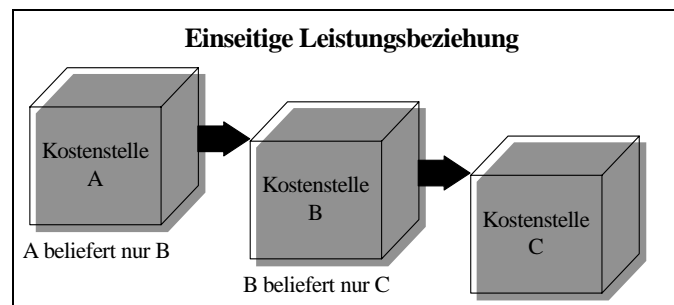 Einseitige Leistungsbeziehung
Kostenstelle
A
A beliefert nur B
Kostenstelle
B
B beliefert nur C
Kostenstelle
C